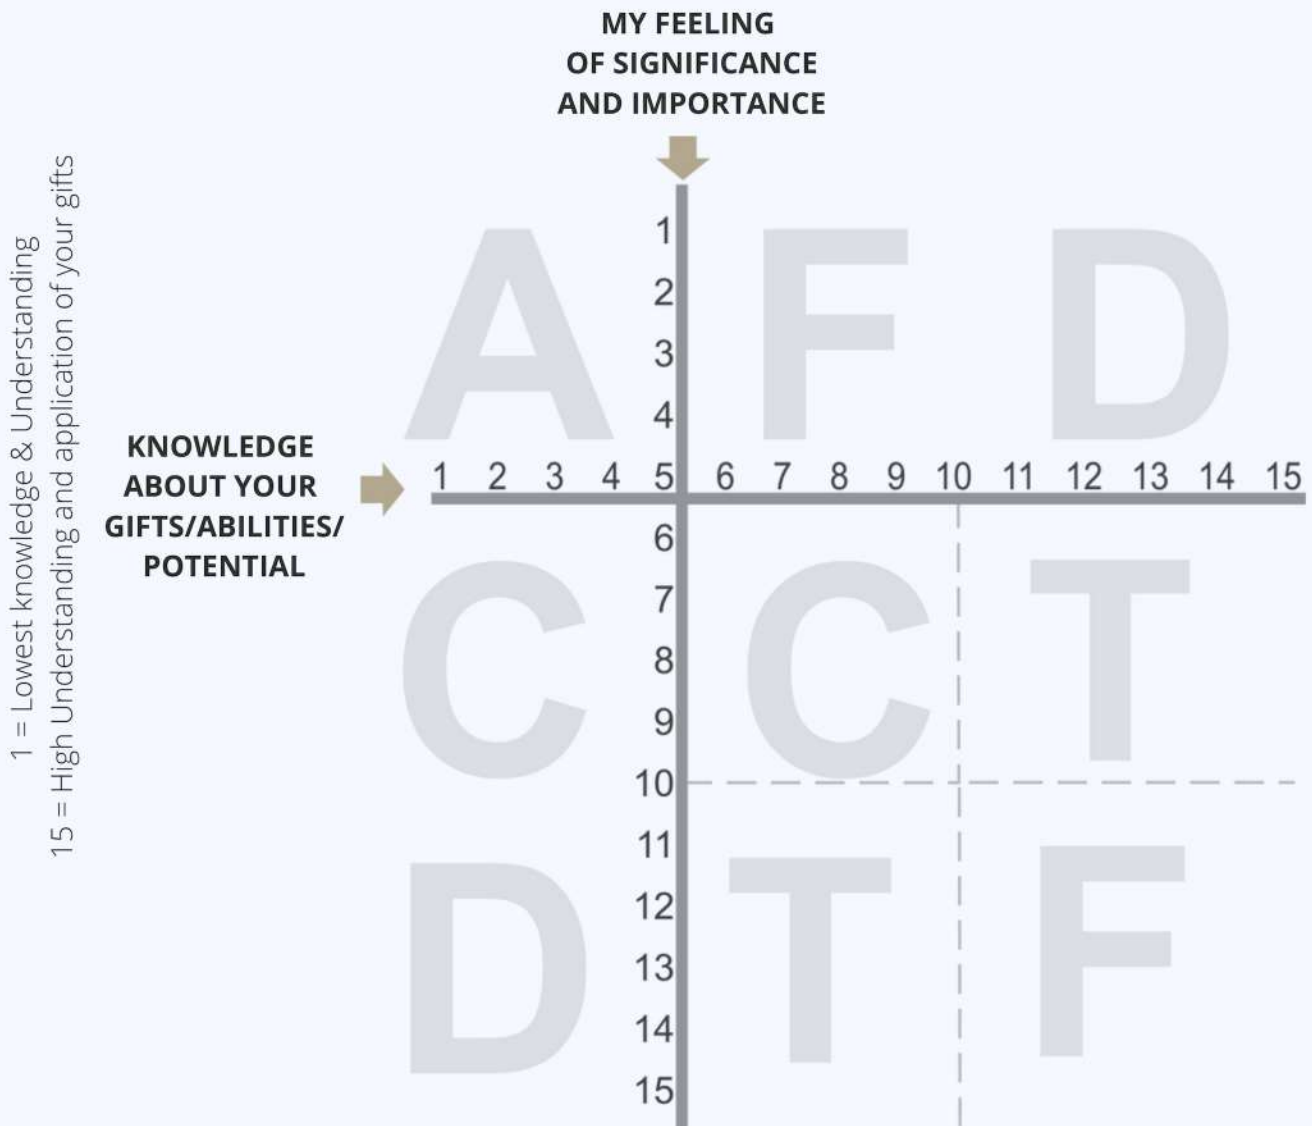 MY FEELING
OF SIGNIFICANCE
AND IMPORTANCE
1 = Lowest knowledge & Understanding
15 = High Understanding and application of your gifts
A F D
1
2
3
4
KNOWLEDGE
ABOUT YOUR
GIFTS/ABILITIES/
POTENTIAL
1 2 3 4 5 6 7 8 9 10 11 12 13 14 15
C C T
6
7
8
9
10
D T F
11
12
13
14
15